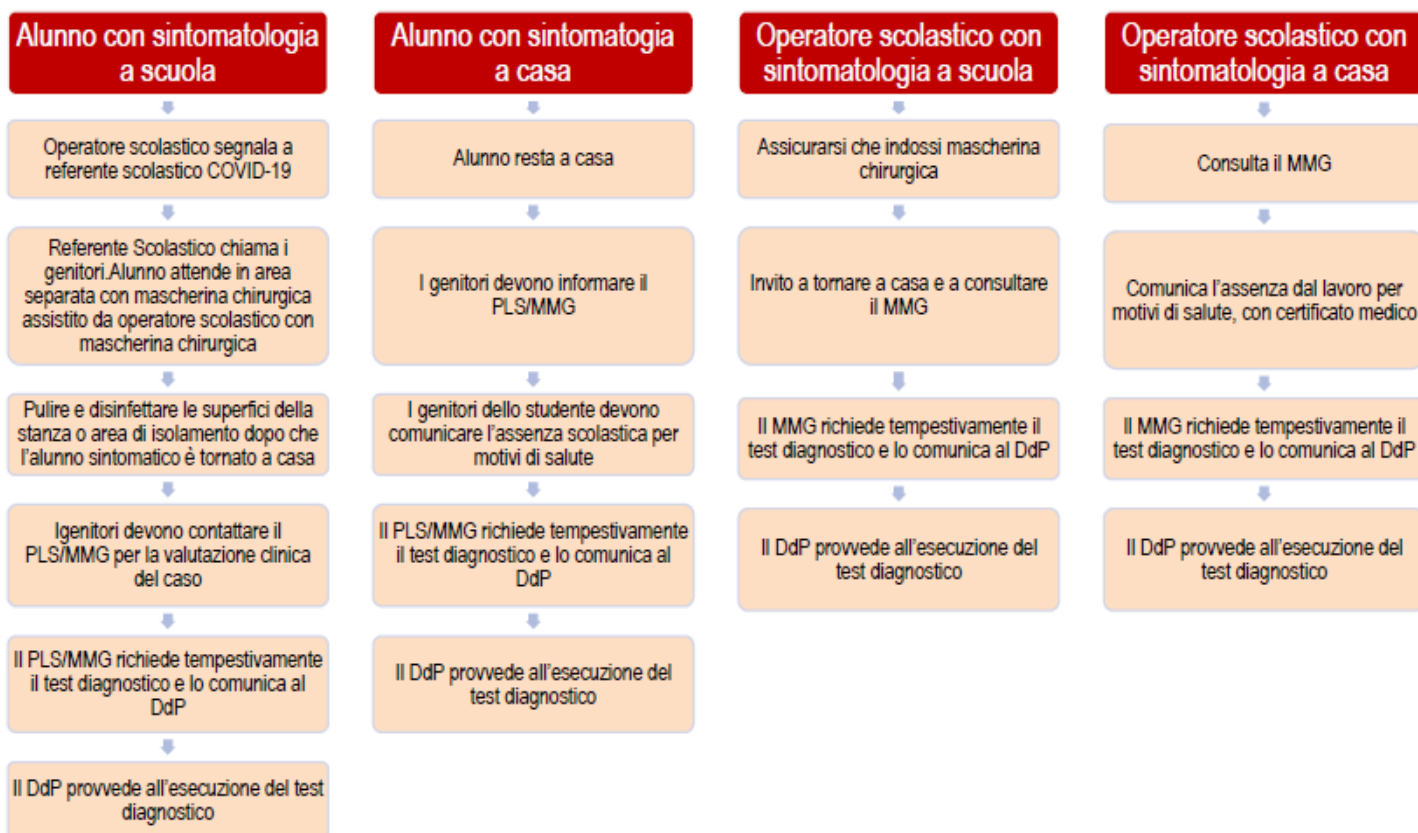 Alunno con sintomatologia
a scuola
Operatore scolastico segnala a
referente scolastico COVID-19
Referente Scolastico chiama i
genitori.Alunno attende in area
separata con mascherina chirurgica
assistito da operatore scolastico con
mascherina chirurgica
Pulire e disinfettare le superfici della
stanza o area di isolamento dopo che
l'alunno sintomatico è tornato a casa
Igenitori devono contattare il
PLS/MMG per la valutazione clinica
del caso
Il PLS/MMG richiede tempestivamente
il test diagnostico e lo comunica al
DdP
Il DdP provvede all'esecuzione del test
diagnostico
Alunno con sintomatogia
a casa
Alunno resta a casa
I genitori devono informare il
PLS/MMG
I genitori dello studente devono
comunicare l'assenza scolastica per
motivi di salute
Il PLS/MMG richiede tempestivamente
il test diagnostico e lo comunica al
DdP
Il DdP provvede all'esecuzione del
test diagnostico
Operatore scolastico con
sintomatologia a scuola
Assicurarsi che indossi mascherina
chirurgica
Invito a tornare a casa e a consultare
il MMG
Il MMG richiede tempestivamente il
test diagnostico e lo comunica al DdP
Il DdP provvede all'esecuzione del
test diagnostico
Operatore scolastico con
sintomatologia a casa
Consulta il MMG
Comunica l'assenza dal lavoro per
motivi di salute, con certificato medico
Il MMG richiede tempestivamente il
test diagnostico e lo comunica al DdP
Il DdP provvede all'esecuzione del
test diagnostico